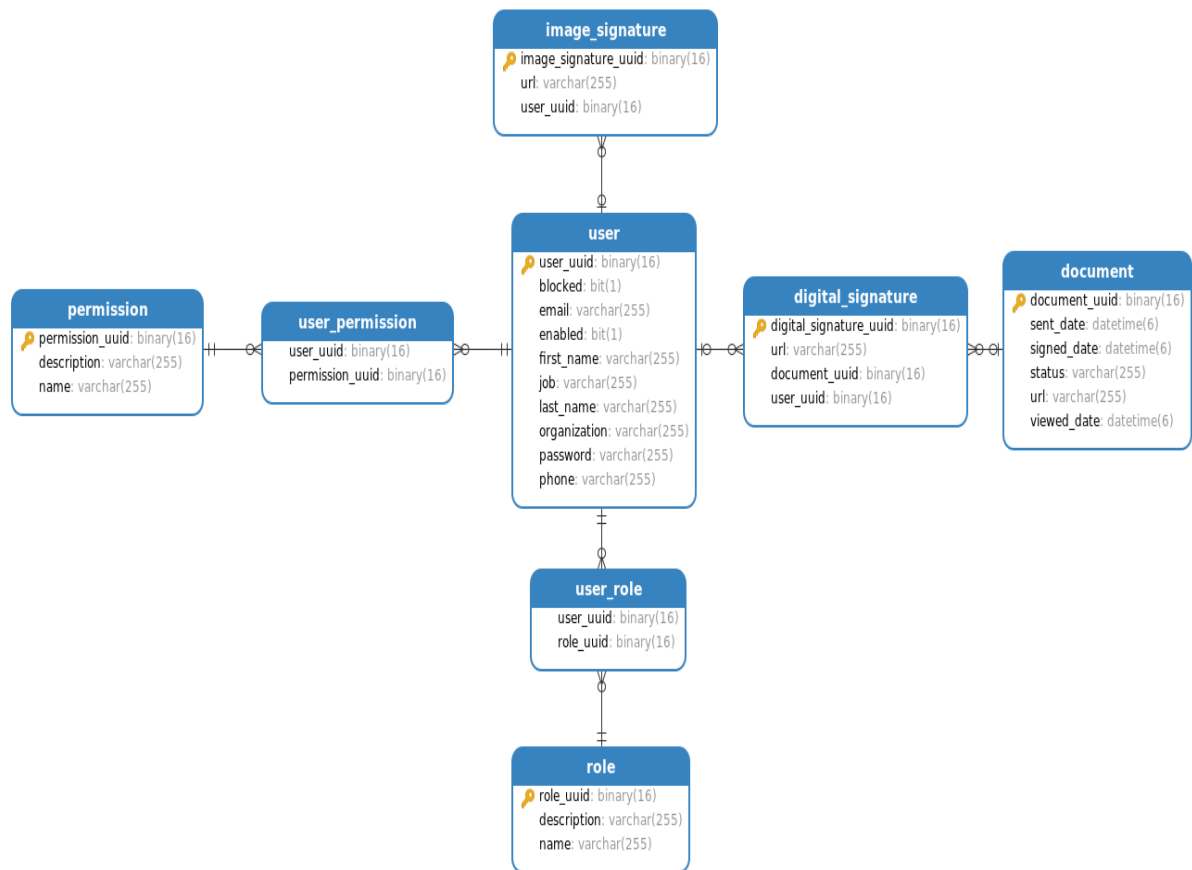 image_signature
image_signature_uuid: binary(16)
url: varchar(255)
user_uuid: binary(16)
user
user_uuid: binary(16)
blocked: bit(1)
email: varchar(255)
enabled: bit(1)
first_name: varchar(255)
job: varchar(255)
last_name: varchar(255)
organization: varchar(255)
password: varchar(255)
phone: varchar(255)
permission
permission_uuid: binary(16)
description: varchar(255)
name: varchar(255)
user_permission
user_uuid: binary(16)
permission_uuid: binary(16)
digital_signature
digital_signature_uuid: binary(16)
url: varchar(255)
document_uuid: binary(16)
user_uuid: binary(16)
document
document_uuid: binary(16)
sent_date: datetime(6)
signed_date: datetime(6)
status: varchar(255)
url: varchar(255)
viewed_date: datetime(6)
user_role
user_uuid: binary(16)
role_uuid: binary(16)
role
role_uuid: binary(16)
description: varchar(255)
name: varchar(255)